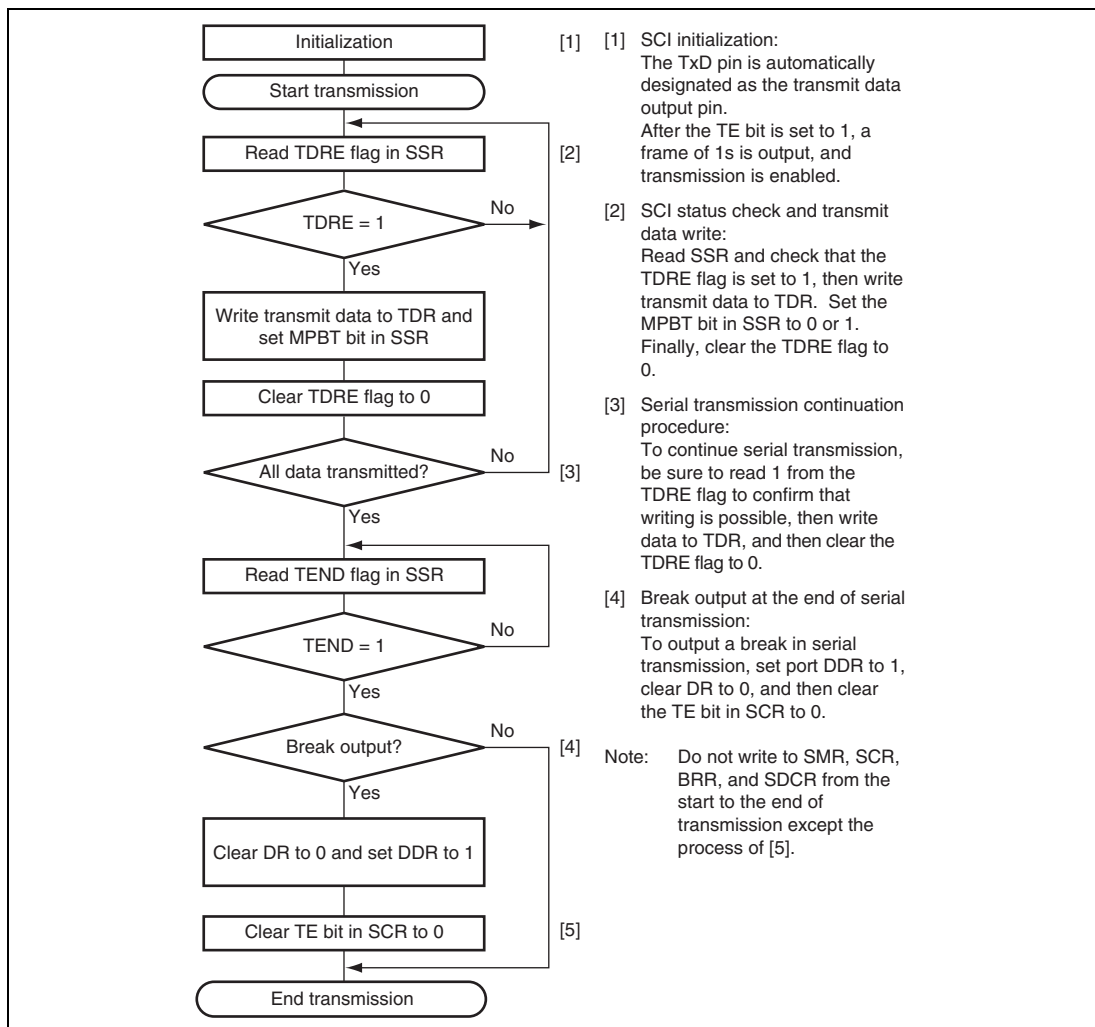 Initialization
[1]
Start transmission
Read TDRE flag in SSR
[2]
TDRE = 1
No
Yes
Write transmit data to TDR and
set MPBT bit in SSR
Clear TDRE flag to 0
All data transmitted?
No
[3]
Yes
Read TEND flag in SSR
TEND = 1
No
Yes
Break output?
No
[4]
Yes
Clear DR to 0 and set DDR to 1
Clear TE bit in SCR to 0
[5]
End transmission
[1] SCI initialization:
The TxD pin is automatically
designated as the transmit data
output pin.
After the TE bit is set to 1, a
frame of 1s is output, and
transmission is enabled.
[2] SCI status check and transmit
data write:
Read SSR and check that the
TDRE flag is set to 1, then write
transmit data to TDR. Set the
MPBT bit in SSR to 0 or 1.
Finally, clear the TDRE flag to
0.
[3] Serial transmission continuation
procedure:
To continue serial transmission,
be sure to read 1 from the
TDRE flag to confirm that
writing is possible, then write
data to TDR, and then clear the
TDRE flag to 0.
[4] Break output at the end of serial
transmission:
To output a break in serial
transmission, set port DDR to 1,
clear DR to 0, and then clear
the TE bit in SCR to 0.
Note: Do not write to SMR, SCR,
BRR, and SDCR from the
start to the end of
transmission except the
process of [5].